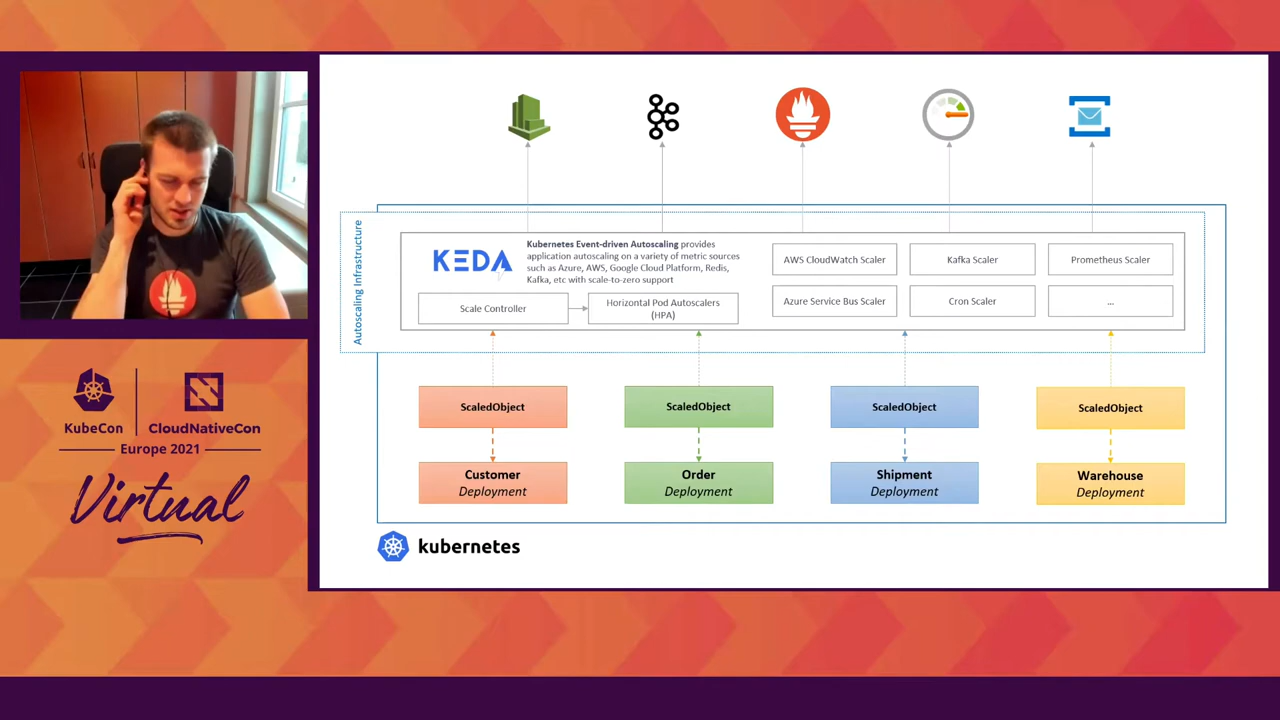 KubeCon
CloudNativeCon
Europe 2021
Virtual
Autoscaling Infrastructure
KEDA
Kubernetes Event-driven Autoscaling provides
application autoscaling on a variety of metric sources
such as Azure, AWS, Google Cloud Platform, Redis,
Kafka, etc with scale-to-zero support
Scale Controller
Horizontal Pod Autoscalers
(HPA)
AWS CloudWatch Scaler
Kafka Scaler
Prometheus Scaler
Azure Service Bus Scaler
Cron Scaler
...
ScaledObject
ScaledObject
ScaledObject
ScaledObject
Customer
Deployment
Order
Deployment
Shipment
Deployment
Warehouse
Deployment
kubernetes